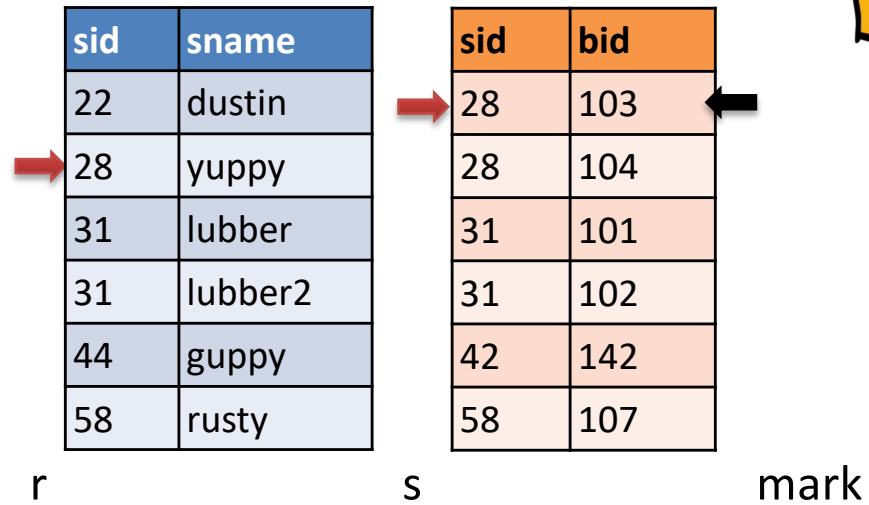 sid sname sid bid
22 dustin 28 103
28 yuppy 28 104
31 lubber 31 101
31 lubber2 31 102
44 guppy 42 142
58 rusty 58 107
r s mark